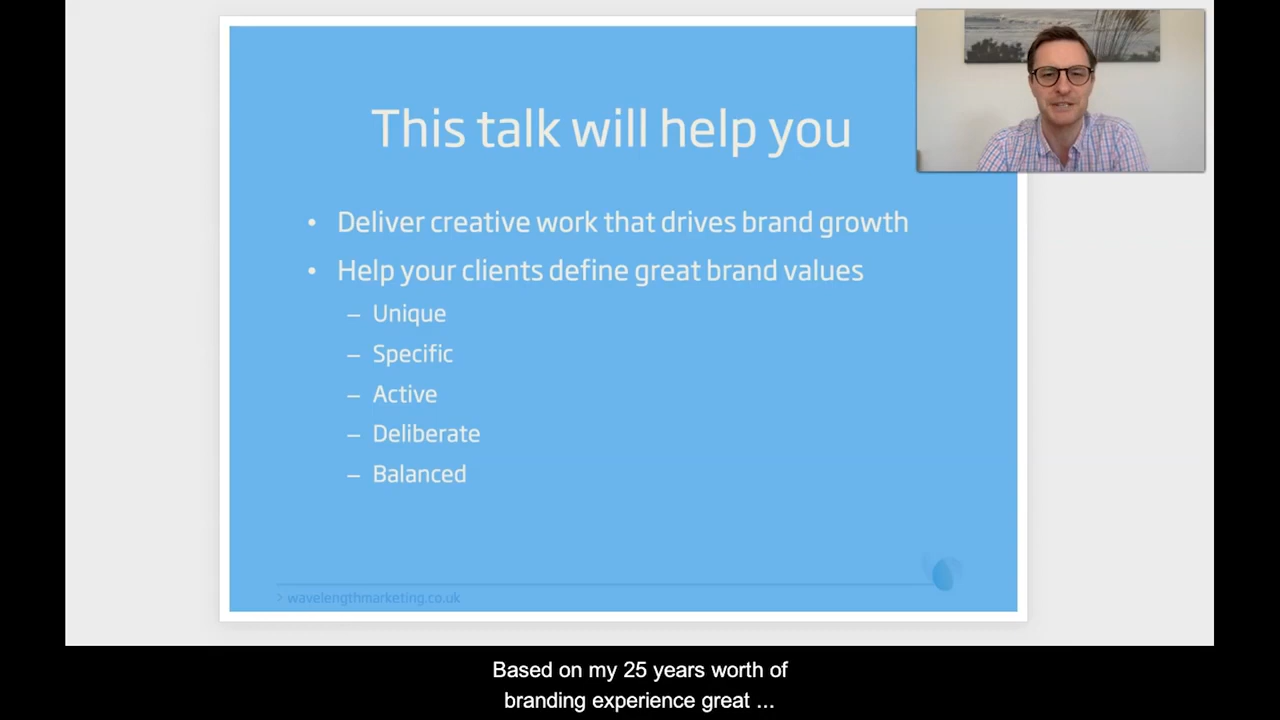 This talk will help you
• Deliver creative work that drives brand growth
• Help your clients define great brand values
– Unique
– Specific
– Active
– Deliberate
– Balanced
> wavelengthmarketing.co.uk
Based on my 25 years worth of
branding experience great ...